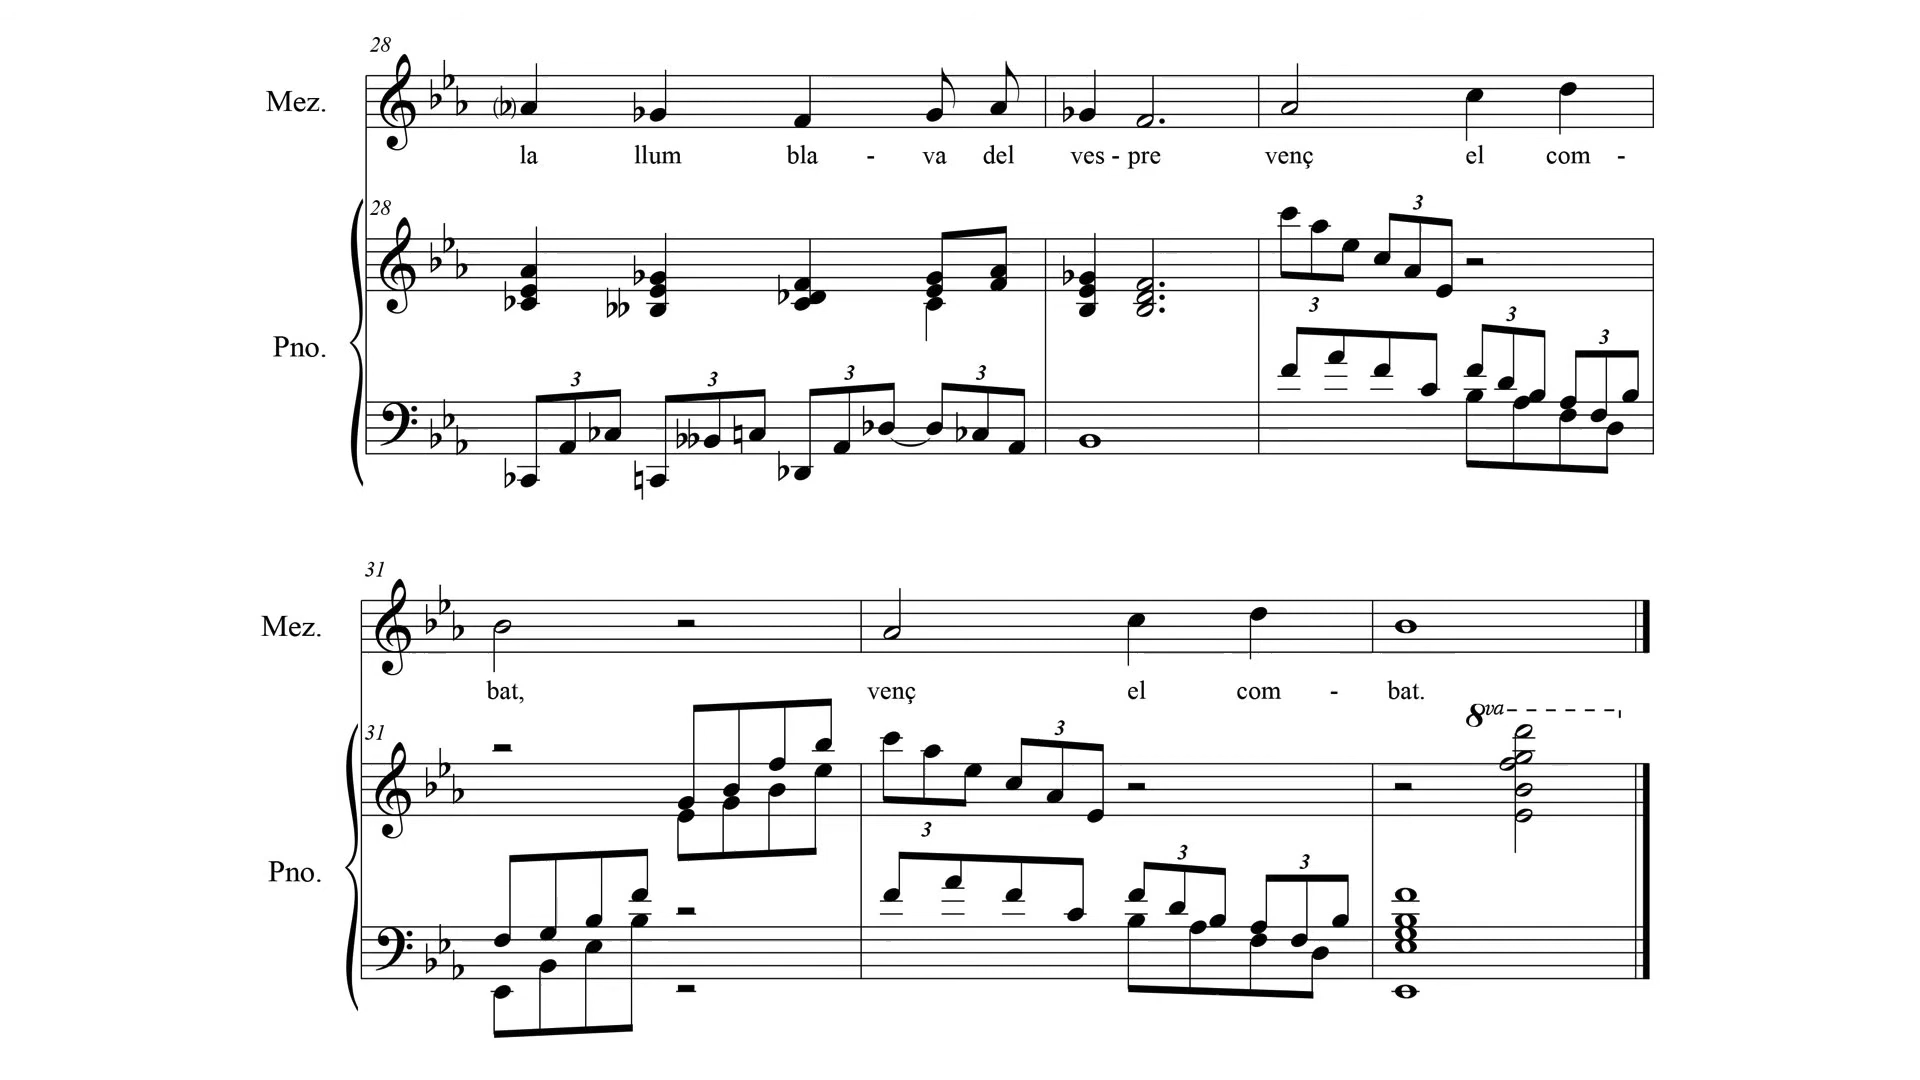 28
Mez.
la llum bla - va del ves - pre venç el com -
28
3
3
Pno.
3 3 3 3 3 3
31
Mez.
bat, venç el com - bat.
8va
31
3
3
Pno.
3 3